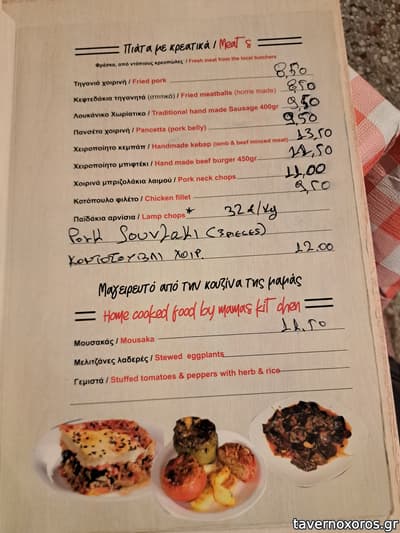 Πιάτα με κρεατικά / Meat s
Φρέσκα, από ντόπιους κρεοπώλες / Fresh meat from the local butchers
Τηγανιά χοιρινή / Fried pork 8,50
Κεφτεδάκια τηγανητά (σπιτικά) / Fried meatballs (home made) 8,50
Λουκάνικο Χωριάτικο / Traditional hand made Sausage 400gr 9,50
Πανσέτα χοιρινή / Pancetta (pork belly) 9,50
Χειροποίητο κεμπάπ / Handmade kebap (lamb & beef minced meat) 13,50
Χειροποίητο μπιφτέκι / Hand made beef burger 450gr 11,50
Χοιρινά μπριζολάκια λαιμού / Pork neck chops 11,00
Κοτόπουλο φιλέτο / Chicken fillet 9,50
Παϊδάκια αρνίσια / Lamp chops * 32€/kg
Pork Souvlaki (3 PIECES)
ΚΟΝΤΟΣΟΥΒΛΙ ΧΟΙΡ. 12.00
Μαγειρευτό από την κουζίνα της μαμάς
Home cooked food by mamas kit chen
Μουσακάς / Mousaka 11,50
Μελιτζάνες λαδερές / Stewed eggplants
Γεμιστά / Stuffed tomatoes & peppers with herb & rice
www.tavernoxoros.gr